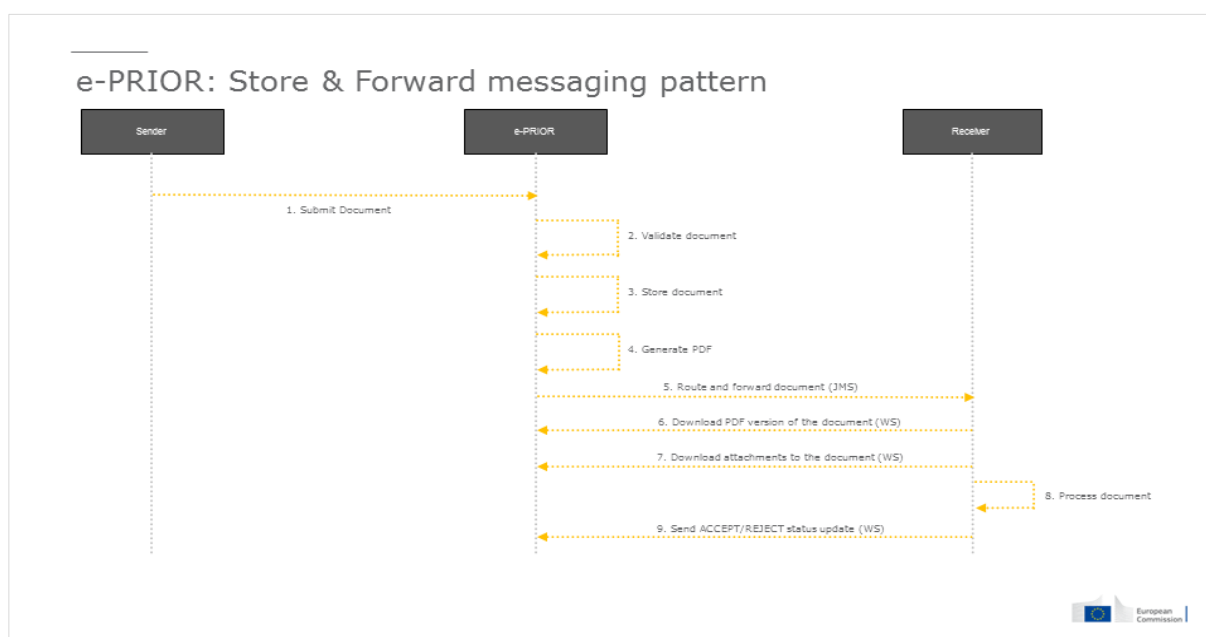 e-PRIOR: Store & Forward messaging pattern
Sender
e-PRIOR
Receiver
1. Submit Document
2. Validate document
3. Store document
4. Generate PDF
5. Route and forward document (JMS)
6. Download PDF version of the document (WS)
7. Download attachments to the document (WS)
8. Process document
9. Send ACCEPT/REJECT status update (WS)
European
Commission